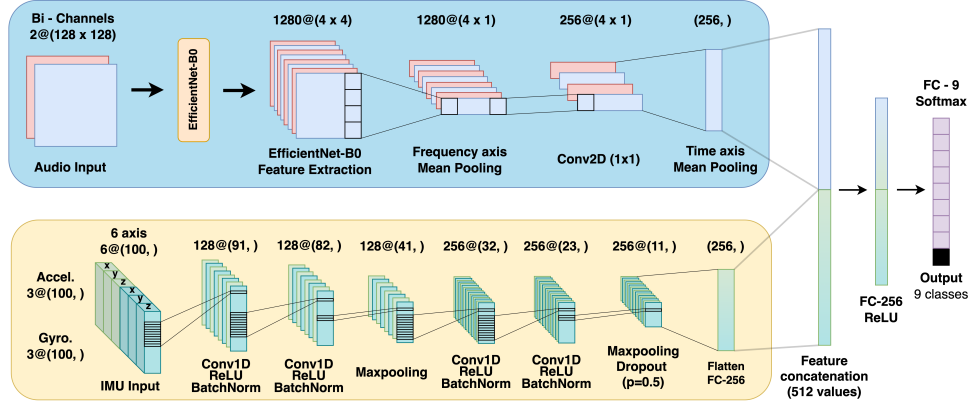 Bi - Channels
2@(128 x 128)
1280@(4 x 4)
1280@(4 x 1)
256@(4 x 1)
(256, )
EfficientNet-B0
Audio Input
EfficientNet-B0
Feature Extraction
Frequency axis
Mean Pooling
Conv2D (1x1)
Time axis
Mean Pooling
FC - 9
Softmax
6 axis
6@(100, )
128@(91, )
128@(82, )
128@(41, )
256@(32, )
256@(23, )
256@(11, )
(256, )
x
y
z
x
y
z
Accel.
3@(100, )
Gyro.
3@(100, )
IMU Input
Conv1D
ReLU
BatchNorm
Conv1D
ReLU
BatchNorm
Maxpooling
Conv1D
ReLU
BatchNorm
Conv1D
ReLU
BatchNorm
Maxpooling
Dropout
(p=0.5)
Flatten
FC-256
Feature
concatenation
(512 values)
FC-256
ReLU
Output
9 classes